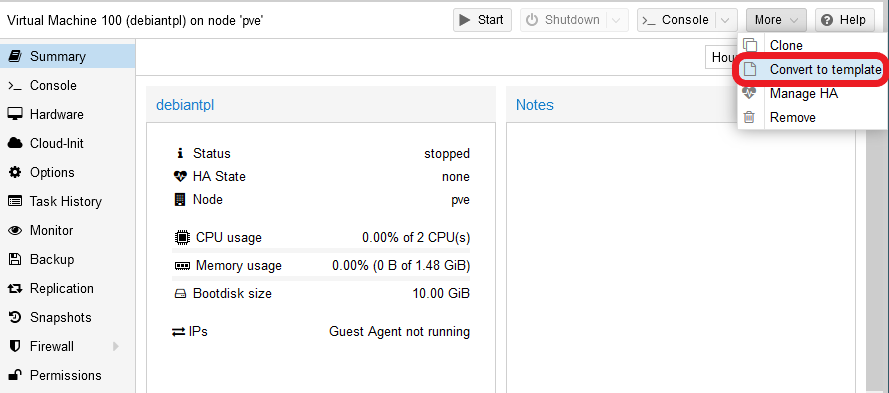 Virtual Machine 100 (debiantpl) on node 'pve'
Start
Shutdown
Console
More
Help
Summary
Console
Hardware
Cloud-Init
Options
Task History
Monitor
Backup
Replication
Snapshots
Firewall
Permissions
Hou
Clone
Convert to template
Manage HA
Remove
debiantpl
Status stopped
HA State none
Node pve
CPU usage 0.00% of 2 CPU(s)
Memory usage 0.00% (0 B of 1.48 GiB)
Bootdisk size 10.00 GiB
IPs Guest Agent not running
Notes